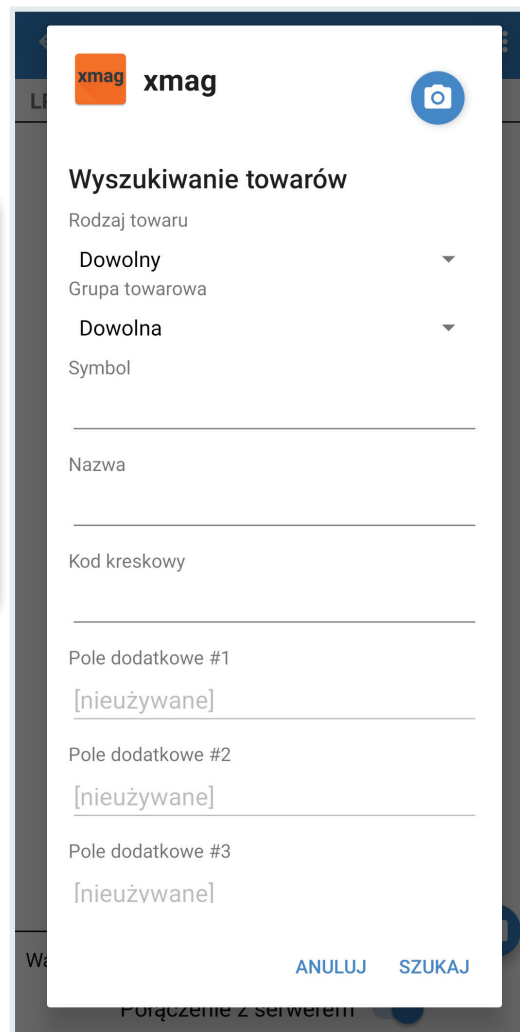 xmag
xmag
Wyszukiwanie towarów
Rodzaj towaru
Dowolny
Grupa towarowa
Dowolna
Symbol
Nazwa
Kod kreskowy
Pole dodatkowe #1
[nieużywane]
Pole dodatkowe #2
[nieużywane]
Pole dodatkowe #3
[nieużywane]
ANULUJ SZUKAJ
Połączenie z serwerem